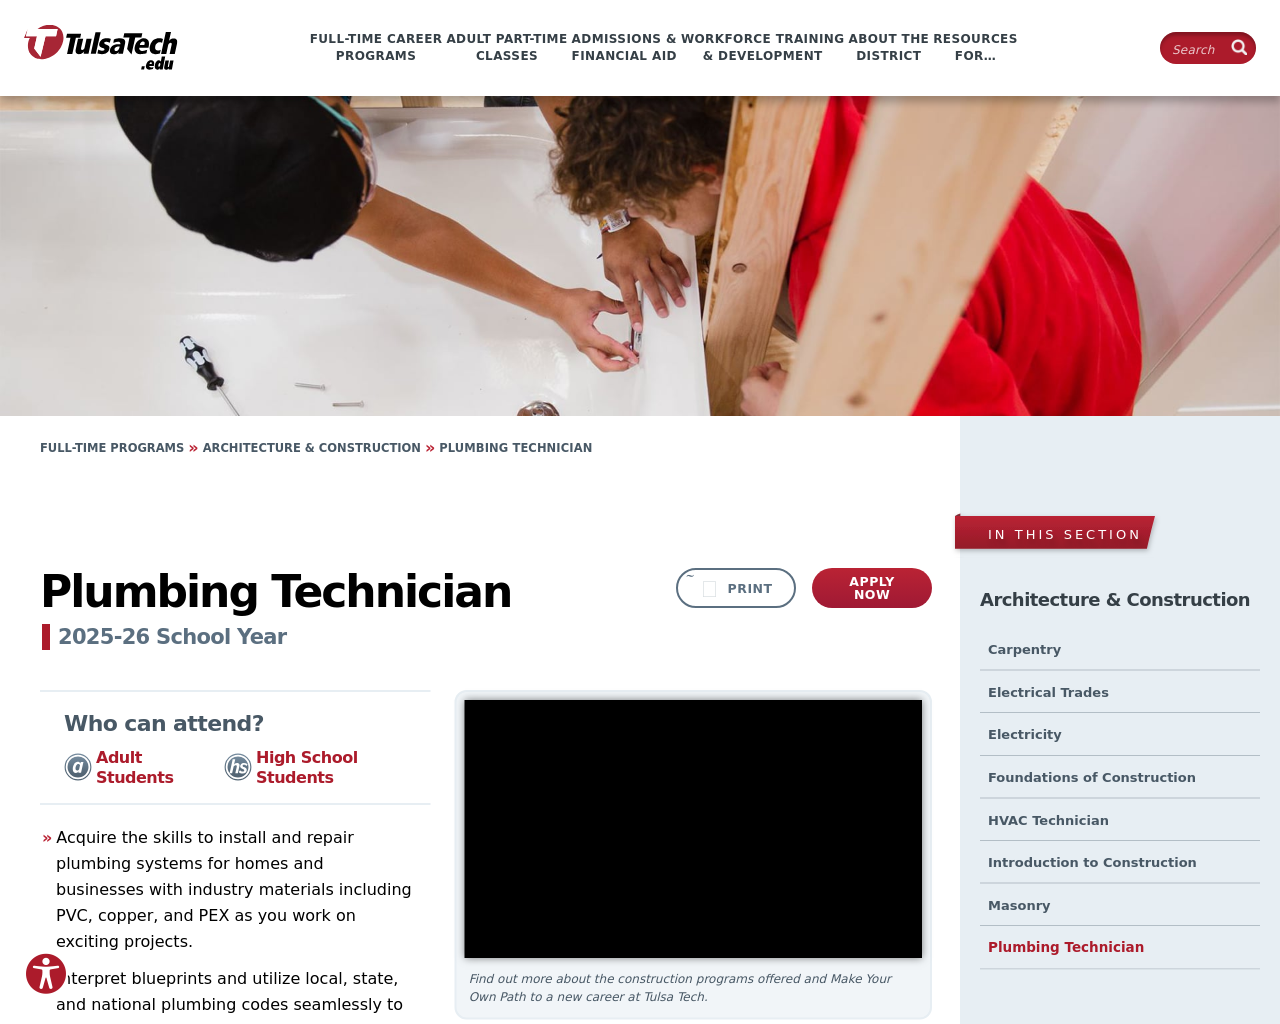 TulsaTech
.edu
FULL-TIME CAREER PROGRAMS
ADULT PART-TIME CLASSES
ADMISSIONS & FINANCIAL AID
WORKFORCE TRAINING & DEVELOPMENT
ABOUT THE DISTRICT
RESOURCES FOR...
Search
FULL-TIME PROGRAMS » ARCHITECTURE & CONSTRUCTION » PLUMBING TECHNICIAN
IN THIS SECTION
Plumbing Technician
PRINT
APPLY
NOW
2025-26 School Year
Architecture & Construction
Carpentry
Electrical Trades
Electricity
Foundations of Construction
HVAC Technician
Introduction to Construction
Masonry
Plumbing Technician
Who can attend?
a Adult
Students
hs High School
Students
» Acquire the skills to install and repair
plumbing systems for homes and
businesses with industry materials including
PVC, copper, and PEX as you work on
exciting projects.
nterpret blueprints and utilize local, state,
and national plumbing codes seamlessly to
Find out more about the construction programs offered and Make Your
Own Path to a new career at Tulsa Tech.